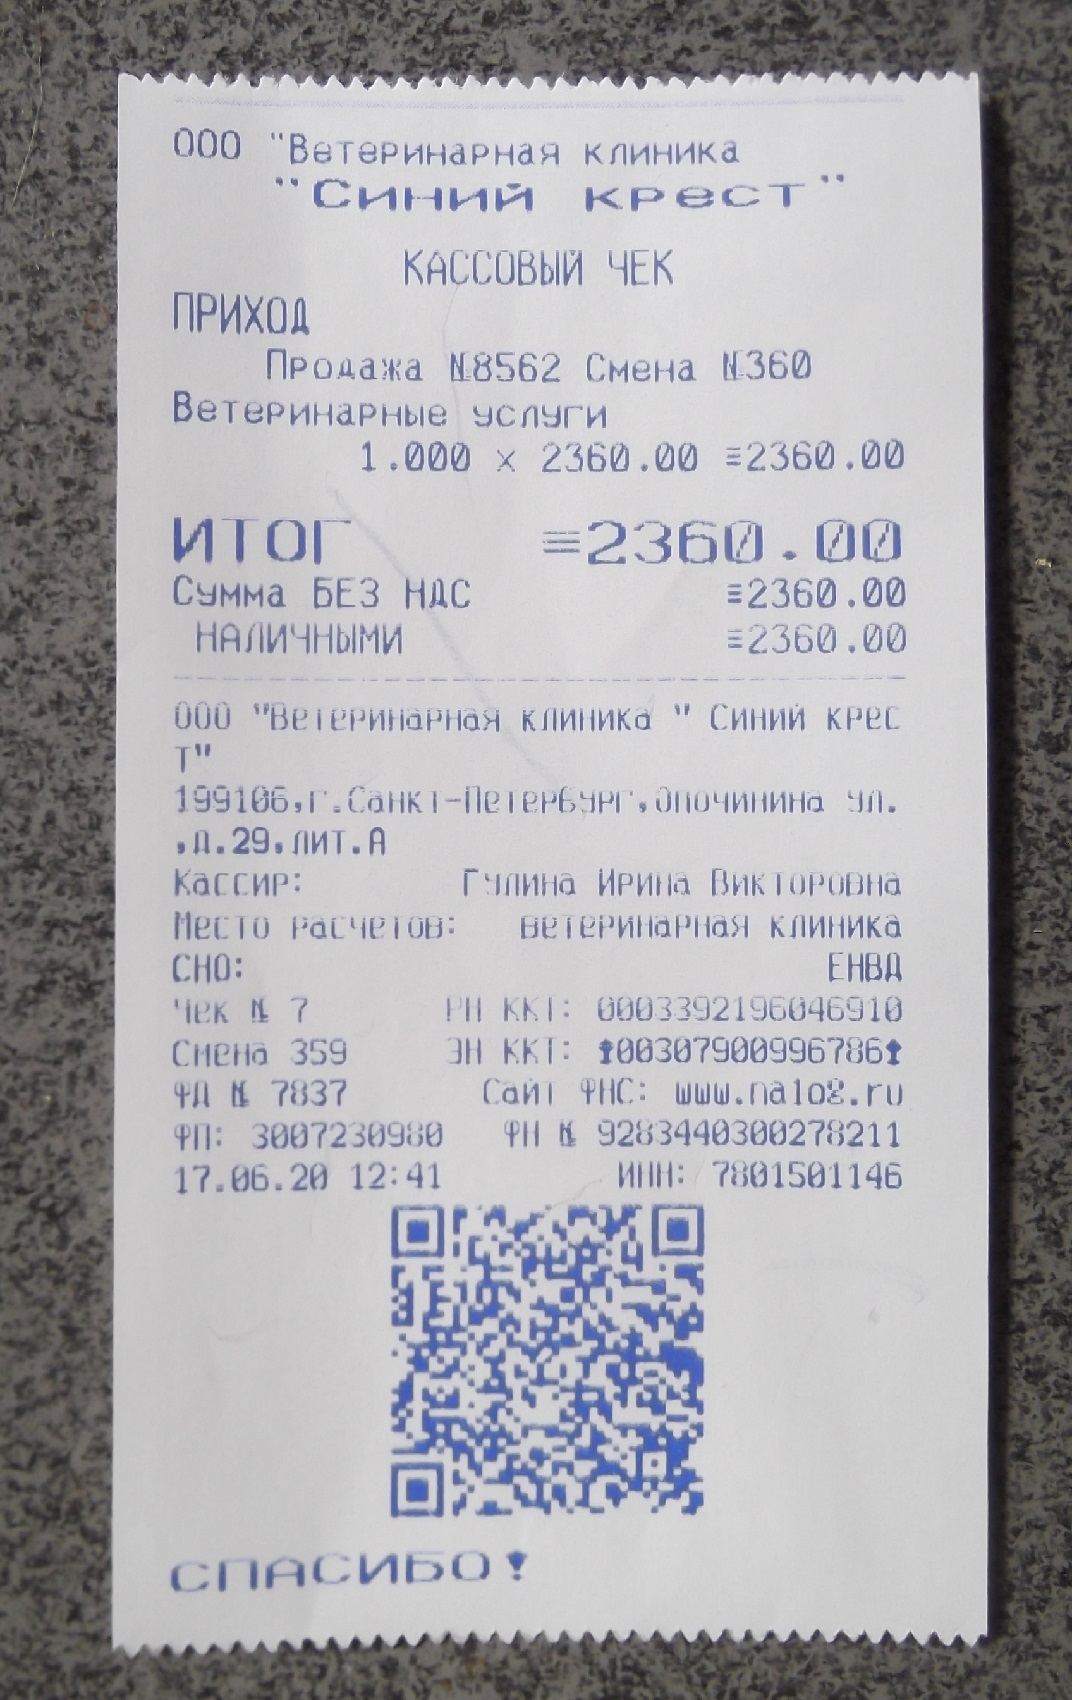 ООО "Ветеринарная клиника
"Синий крест"
КАССОВЫЙ ЧЕК
ПРИХОД
Продажа №8562 Смена №360
Ветеринарные услуги
1.000 x 2360.00 ≡2360.00
ИТОГ ≡2360.00
Сумма БЕЗ НДС ≡2360.00
НАЛИЧНЫМИ ≡2360.00
ООО "Ветеринарная клиника " Синий крес
т"
199106,г.Санкт-Петербург,Опочинина ул.
,д.29,лит.А
Кассир: Гулина Ирина Викторовна
Место расчетов: ветеринарная клиника
СНО: ЕНВД
Чек № 7 РН ККТ: 0003392196046910
Смена 359 ЗН ККТ: 00307900996786
ФД № 7837 Сайт ФНС: www.nalog.ru
ФП: 3007230980 ФН № 9283440300278211
17.06.20 12:41 ИНН: 7801501146
СПАСИБО!